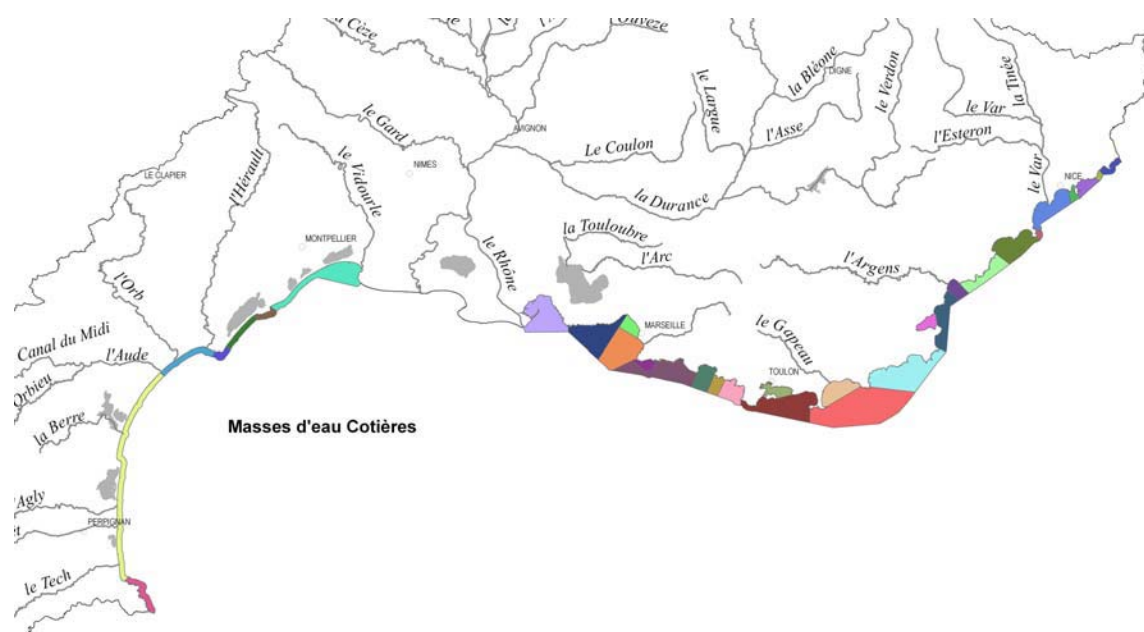 la Cèze
l'Ouvèze
la Tinée
la Bléone
DIGNE
le Verdon
le Largue
le Var
le Gard
AVIGNON
l'Asse
l'Esteron
Le Coulon
NIMES
le Vidourle
LE CLAPIER
l'Hérault
NICE
le Var
la Durance
la Touloubre
MONTPELLIER
l'Arc
le Rhône
l'Argens
l'Orb
MARSEILLE
le Gapeau
Canal du Midi
l'Aude
TOULON
Orbieu
la Berre
Masses d'eau Cotières
'Agly
PERPIGNAN
êt
le Tech